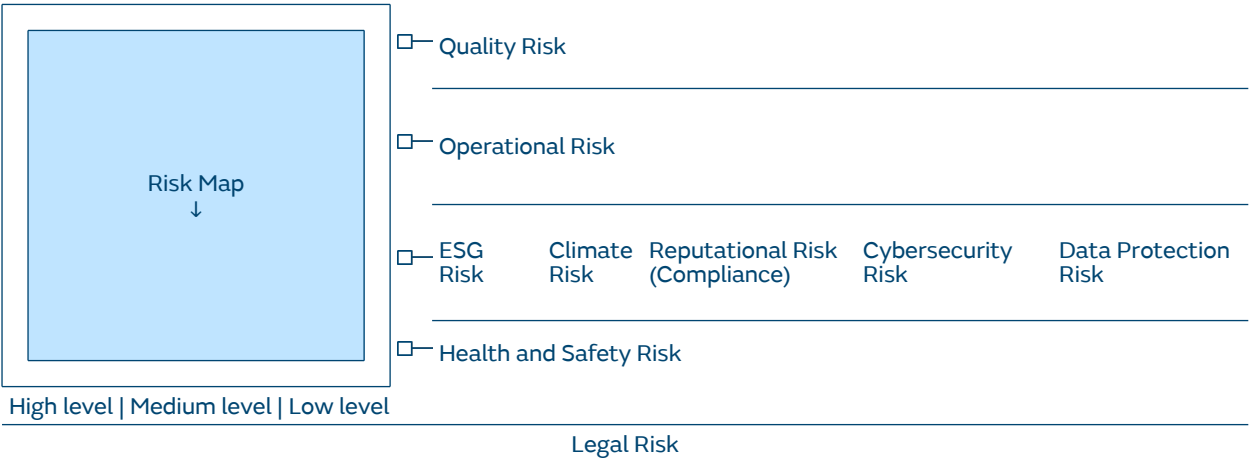 Risk Map
↓
High level | Medium level | Low level
Quality Risk
Operational Risk
ESG
Risk
Climate
Risk
Reputational Risk
(Compliance)
Cybersecurity
Risk
Data Protection
Risk
Health and Safety Risk
Legal Risk